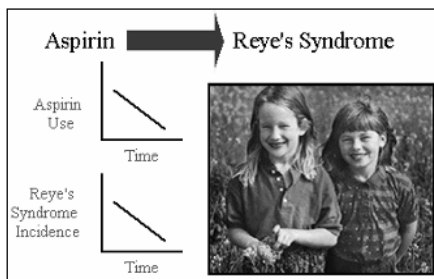 Aspirin Reye's Syndrome
Aspirin
Use
Time
Reye's
Syndrome
Incidence
Time